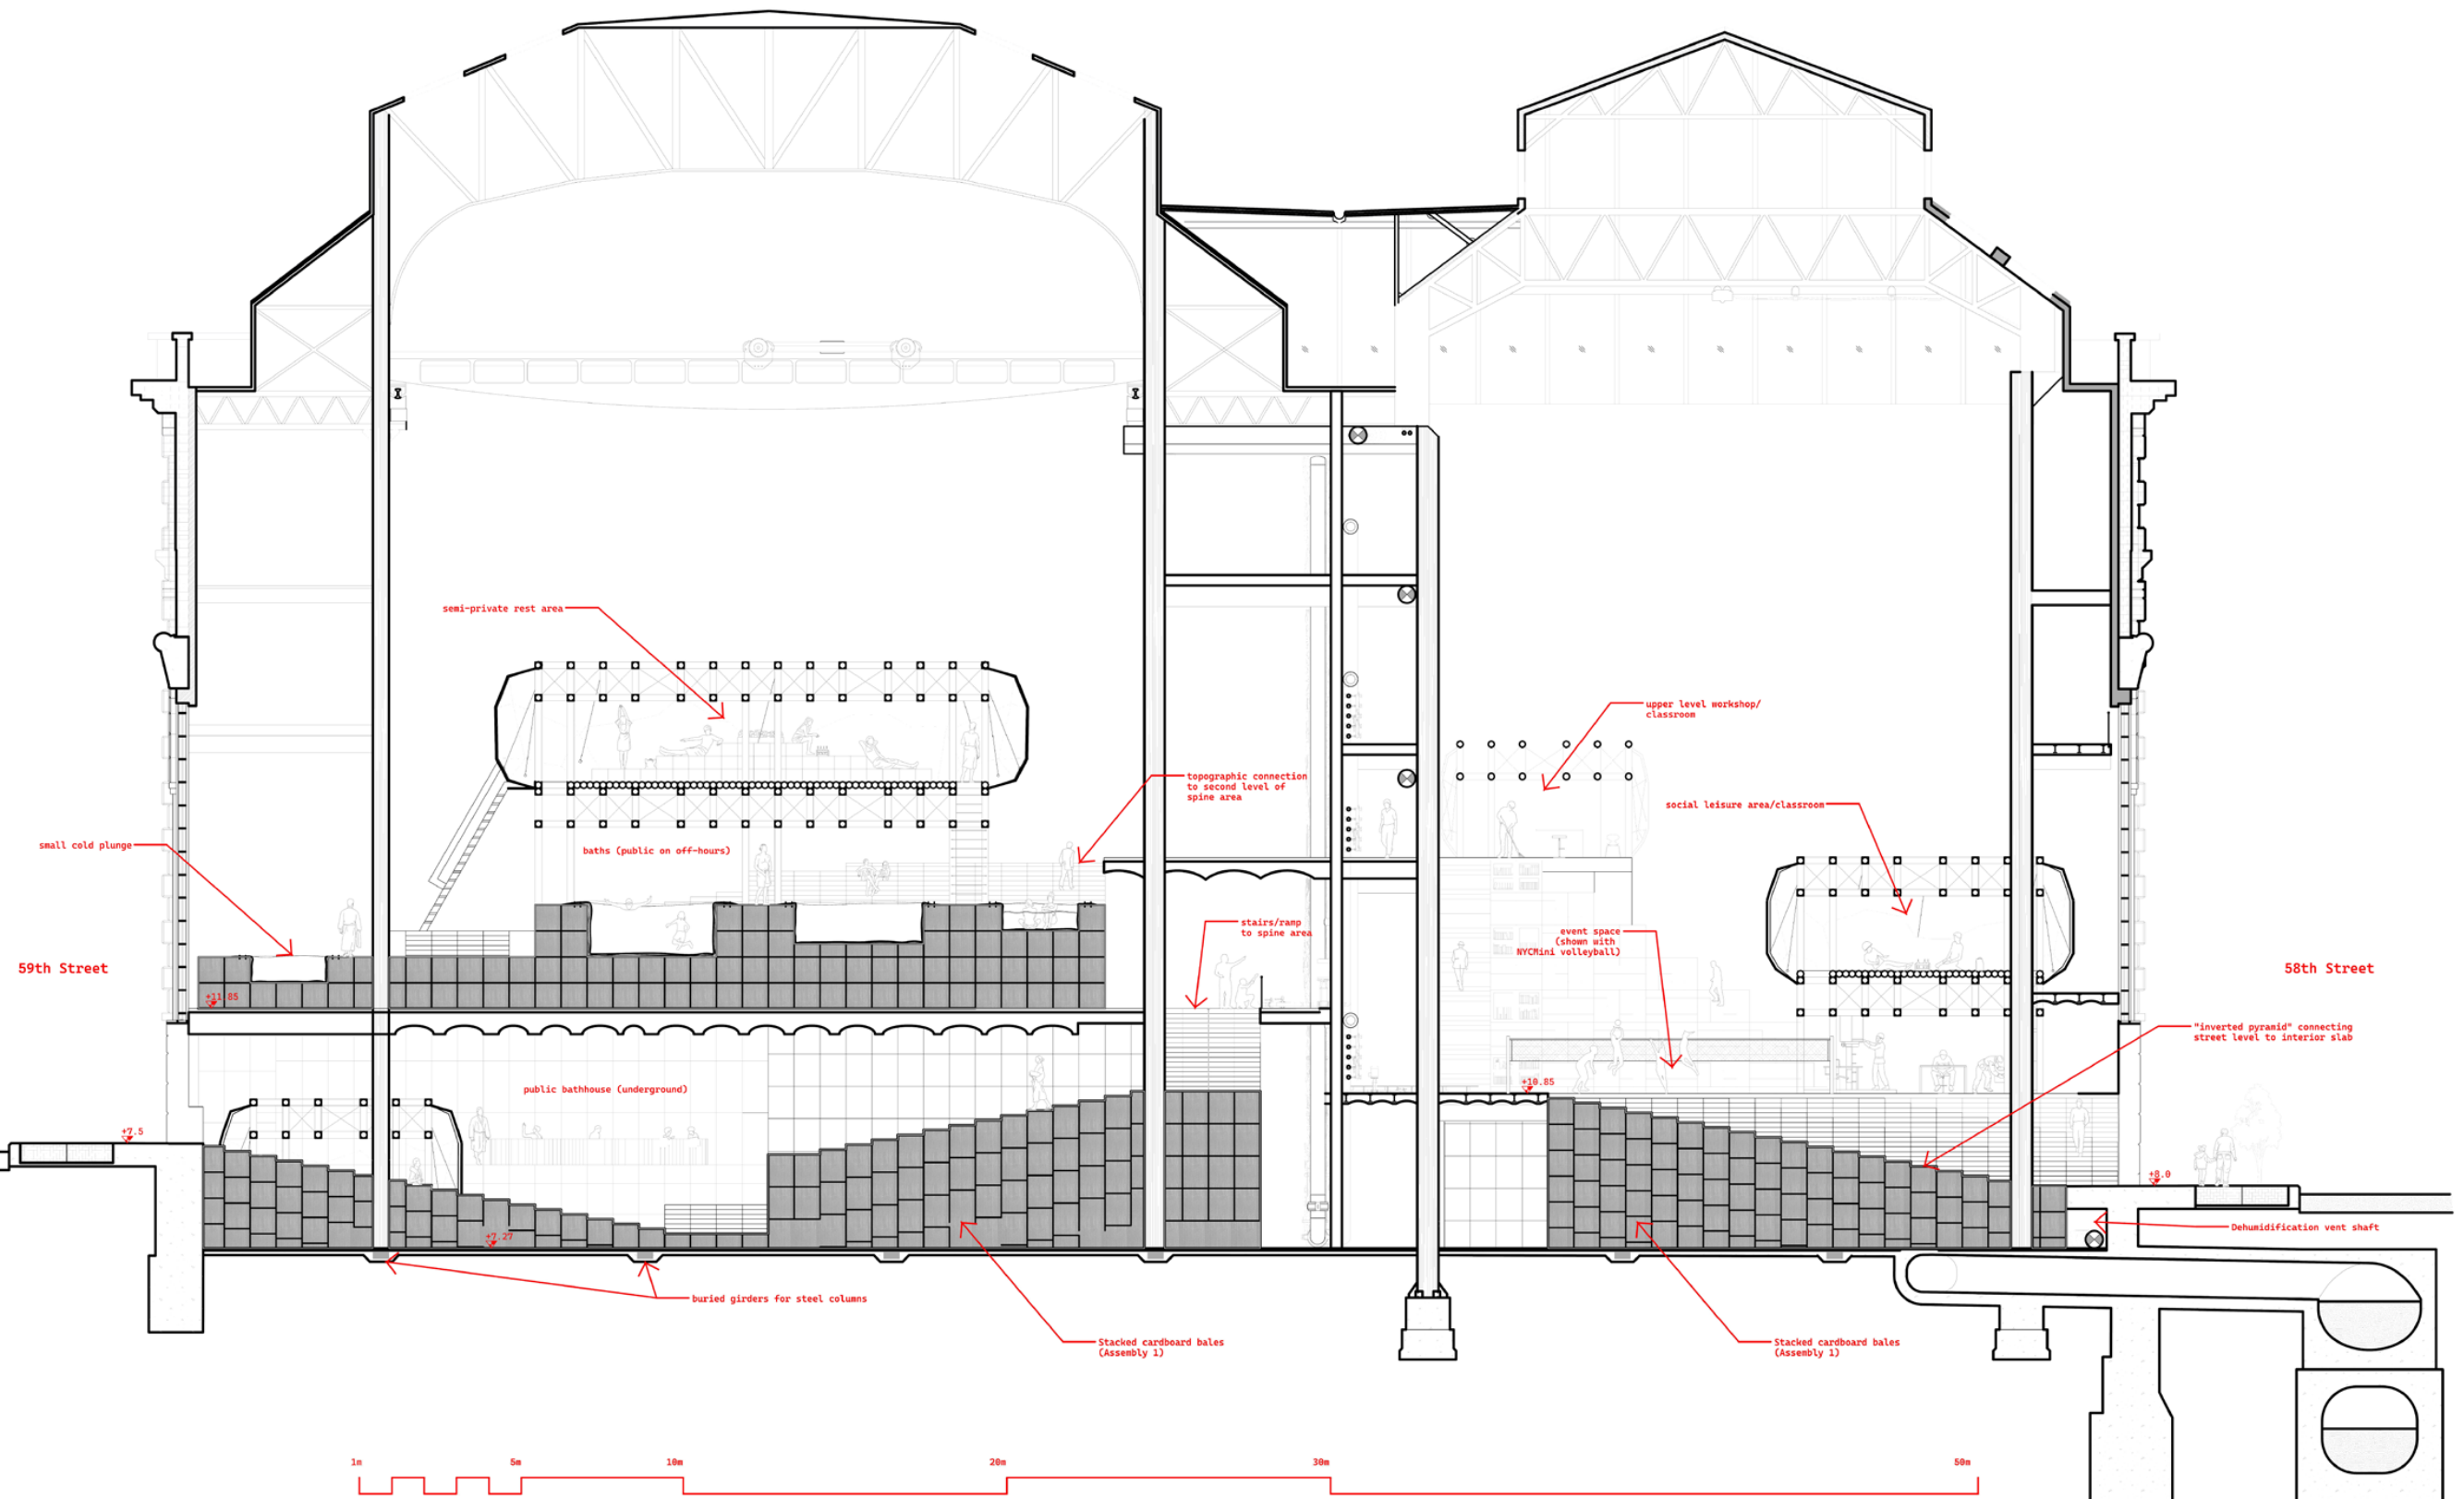 semi-private rest area
upper level workshop/
classroom
topographic connection
to second level of
spine area
social leisure area/classroom
small cold plunge
baths (public on off-hours)
stairs/ramp
to spine area
event space
(shown with
NYCMini volleyball)
59th Street
58th Street
+11.85
"inverted pyramid" connecting
street level to interior slab
public bathhouse (underground)
+10.85
+7.5
+8.0
Dehumidification vent shaft
+7.27
buried girders for steel columns
Stacked cardboard bales
(Assembly 1)
Stacked cardboard bales
(Assembly 1)
1m 5m 10m 20m 30m 50m